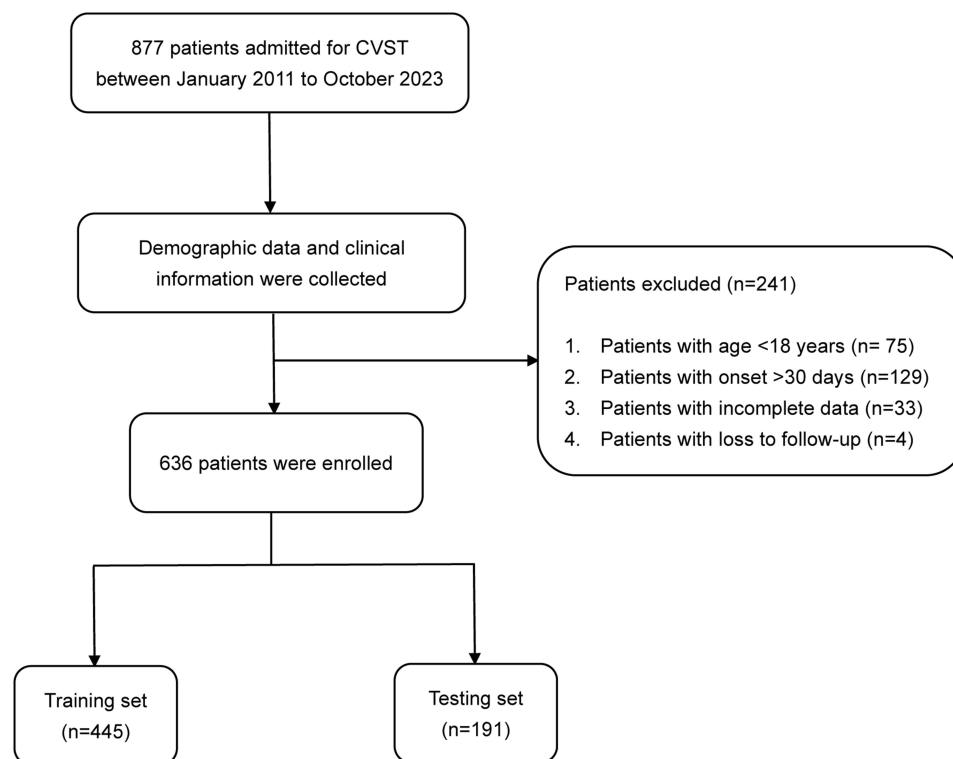 877 patients admitted for CVST
between January 2011 to October 2023
Demographic data and clinical
information were collected
Patients excluded (n=241)
1. Patients with age <18 years (n= 75)
2. Patients with onset >30 days (n=129)
3. Patients with incomplete data (n=33)
4. Patients with loss to follow-up (n=4)
636 patients were enrolled
Training set
(n=445)
Testing set
(n=191)